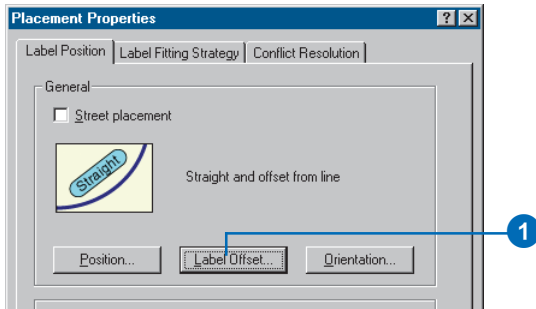 Placement Properties
Label Position
Label Fitting Strategy
Conflict Resolution
General
Street placement
Straight
Straight and offset from line
Position...
Label Offset...
Orientation...
1